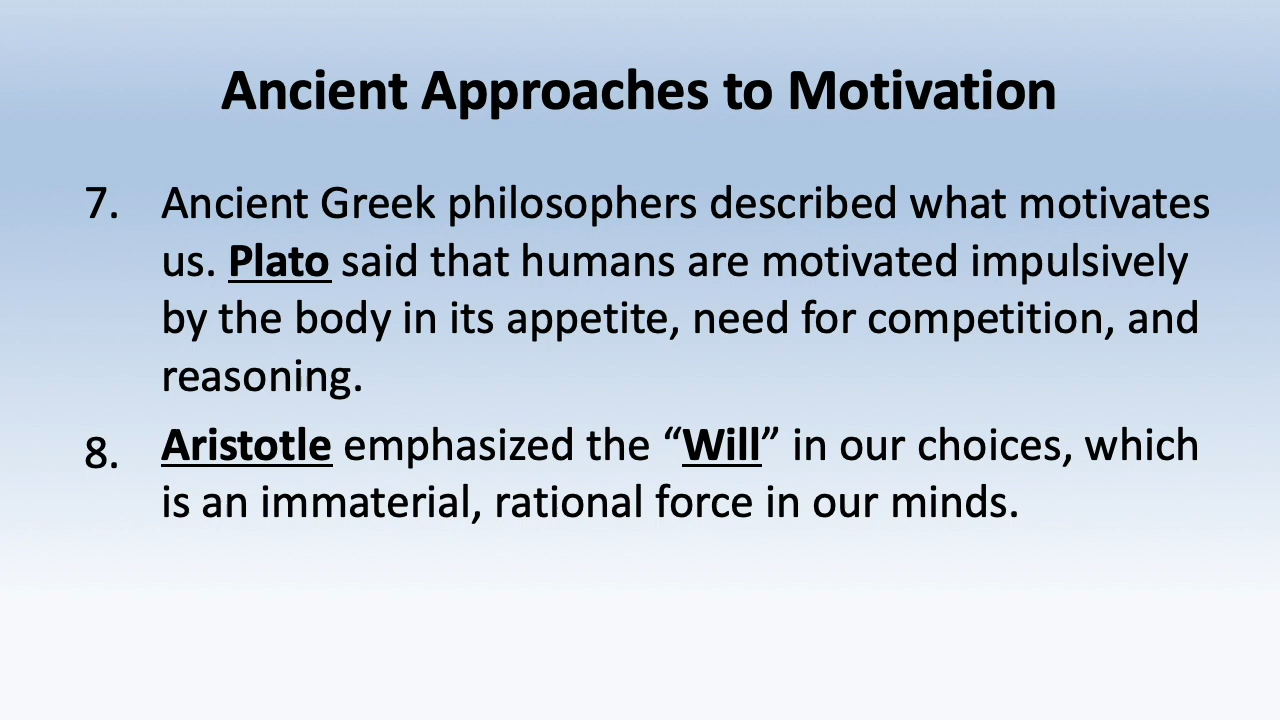 Ancient Approaches to Motivation
7. Ancient Greek philosophers described what motivates
us. Plato said that humans are motivated impulsively
by the body in its appetite, need for competition, and
reasoning.
8. Aristotle emphasized the “Will” in our choices, which
is an immaterial, rational force in our minds.